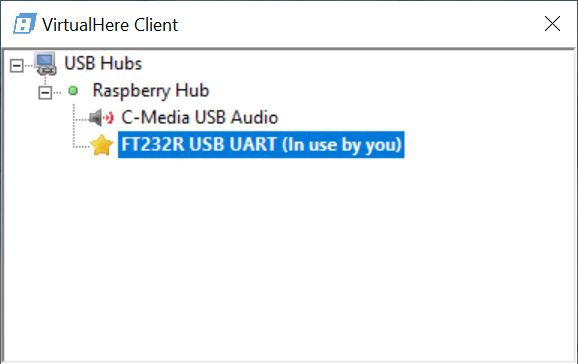 VirtualHere Client
USB Hubs
Raspberry Hub
C-Media USB Audio
FT232R USB UART (In use by you)